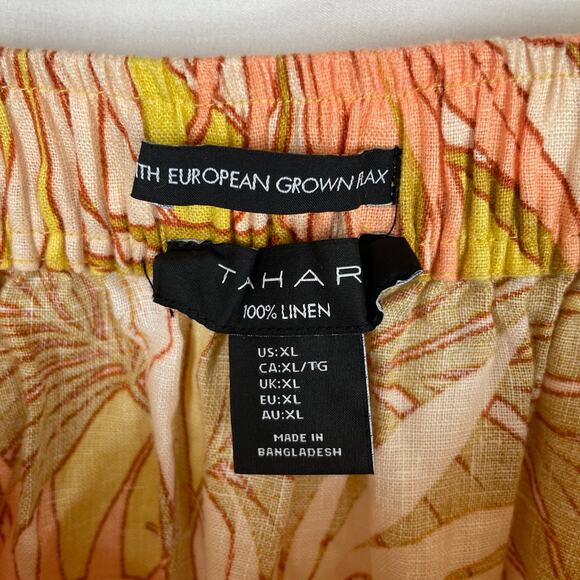 ITH EUROPEAN GROWN FLAX
TAHAR
100% LINEN
US:XL
CA:XL/TG
UK:XL
EU:XL
AU:XL
MADE IN
BANGLADESH